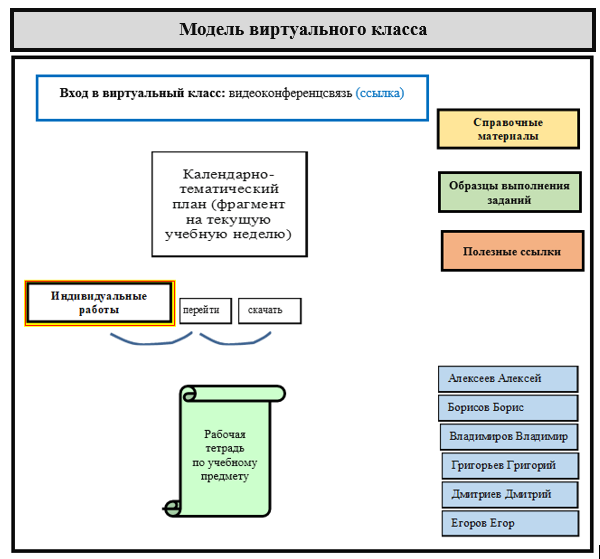 Модель виртуального класса
Вход в виртуальный класс: видеоконференцсвязь (ссылка)
Справочные
материалы
Календарно-
тематический
план (фрагмент
на текущую
учебную неделю)
Образцы выполнения
заданий
Полезные ссылки
Индивидуальные
работы
перейти
скачать
Рабочая
тетрадь
по учебному
предмету
Алексеев Алексей
Борисов Борис
Владимиров Владимир
Григорьев Григорий
Дмитриев Дмитрий
Егоров Егор